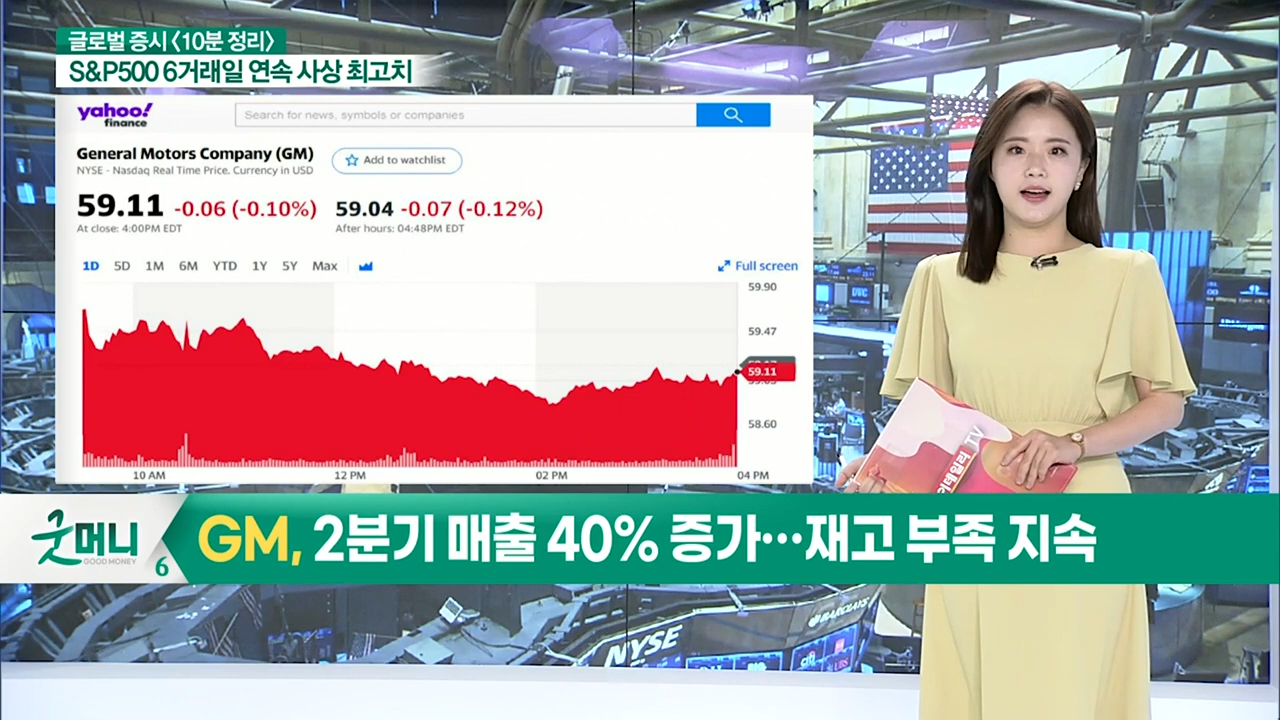 글로벌 증시 <10분 정리>
S&P500 6거래일 연속 사상 최고치
yahoo!
finance
Search for news, symbols or companies
General Motors Company (GM)
Add to watchlist
NYSE - Nasdaq Real Time Price. Currency in USD
59.11 -0.06 (-0.10%) 59.04 -0.07 (-0.12%)
At close: 4:00PM EDT After hours: 04:48PM EDT
1D 5D 1M 6M YTD 1Y 5Y Max
Full screen
59.90
59.47
59.11
58.60
10 AM 12 PM 02 PM 04 PM
TV
굿머니
GOOD MONEY
6
GM, 2분기 매출 40% 증가…재고 부족 지속
NYSE
BARCLAYS
citi
UBS